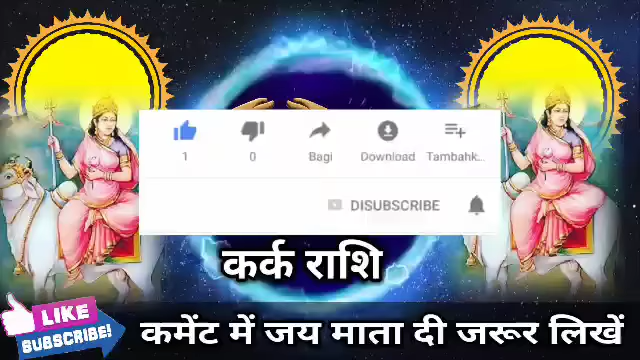 1 0 Bagi Download Tambahk...
DISUBSCRIBE
कर्क राशि
LIKE
SUBSCRIBE!
कमेंट में जय माता दी जरूर लिखें